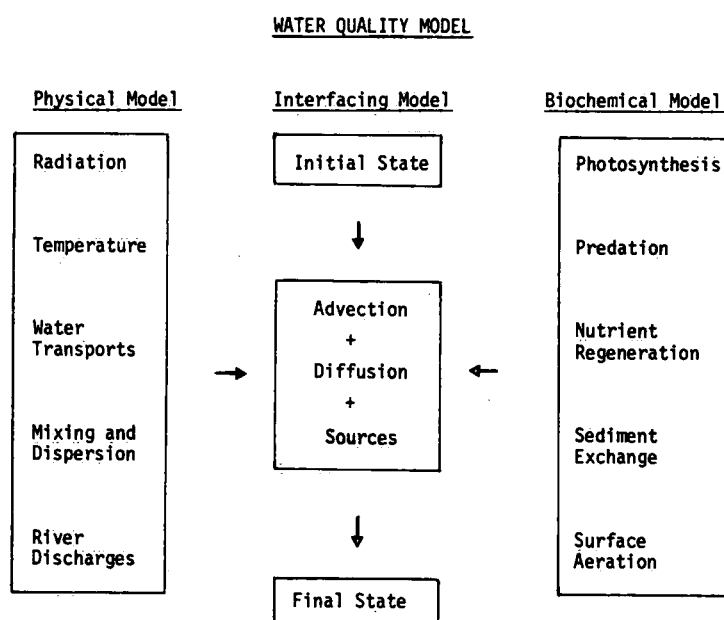 WATER QUALITY MODEL
Physical Model
Radiation
Temperature
Water
Transports
Mixing and
Dispersion
River
Discharges
Interfacing Model
Initial State
Advection
+
Diffusion
+
Sources
Final State
Biochemical Model
Photosynthesis
Predation
Nutrient
Regeneration
Sediment
Exchange
Surface
Aeration